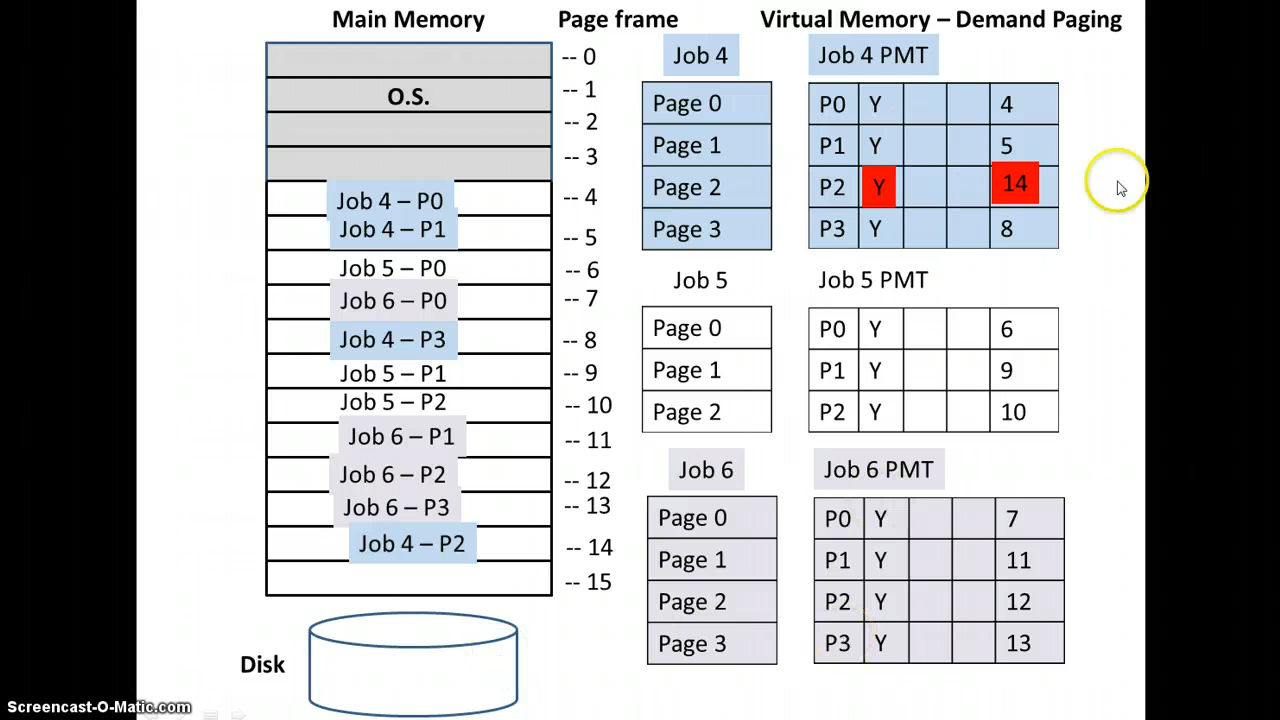 Main Memory
Page frame
Virtual Memory – Demand Paging
O.S.
Job 4 – P0
Job 4 – P1
Job 5 – P0
Job 6 – P0
Job 4 – P3
Job 5 – P1
Job 5 – P2
Job 6 – P1
Job 6 – P2
Job 6 – P3
Job 4 – P2
-- 0
-- 1
-- 2
-- 3
-- 4
-- 5
-- 6
-- 7
-- 8
-- 9
-- 10
-- 11
-- 12
-- 13
-- 14
-- 15
Job 4
Page 0
Page 1
Page 2
Page 3
Job 4 PMT
P0 Y 4
P1 Y 5
P2 Y 14
P3 Y 8
Job 5
Page 0
Page 1
Page 2
Job 5 PMT
P0 Y 6
P1 Y 9
P2 Y 10
Job 6
Page 0
Page 1
Page 2
Page 3
Job 6 PMT
P0 Y 7
P1 Y 11
P2 Y 12
P3 Y 13
Disk
Screencast-O-Matic.com